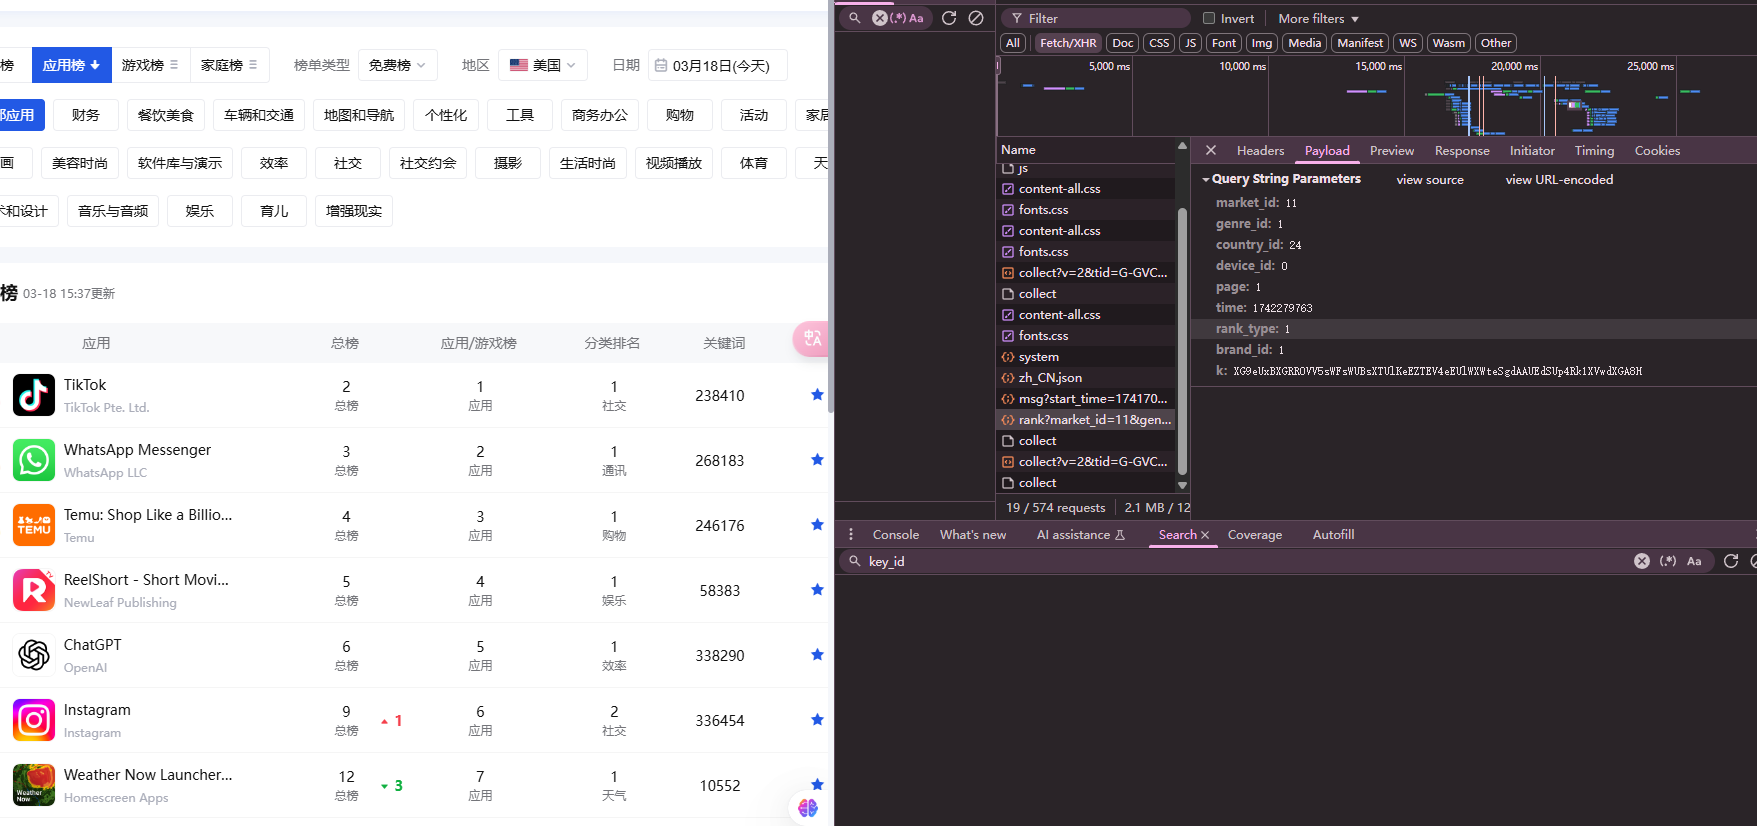 榜
应用榜
游戏榜
家庭榜
榜单类型
免费榜
地区
美国
日期
03月18日(今天)
部应用
财务
餐饮美食
车辆和交通
地图和导航
个性化
工具
商务办公
购物
活动
家居
画
美容时尚
软件库与演示
效率
社交
社交约会
摄影
生活时尚
视频播放
体育
天
术和设计
音乐与音频
娱乐
育儿
增强现实
榜 03-18 15:37更新
应用 总榜 应用/游戏榜 分类排名 关键词
TikTok
TikTok Pte. Ltd.
2
总榜
1
应用
1
社交
238410
WhatsApp Messenger
WhatsApp LLC
3
总榜
2
应用
1
通讯
268183
Temu: Shop Like a Billio...
Temu
4
总榜
3
应用
1
购物
246176
ReelShort - Short Movi...
NewLeaf Publishing
5
总榜
4
应用
1
娱乐
58383
ChatGPT
OpenAI
6
总榜
5
应用
1
效率
338290
Instagram
Instagram
9
总榜
1
6
应用
2
社交
336454
Weather Now Launcher...
Homescreen Apps
12
总榜
3
7
应用
1
天气
10552
(.*) Aa
Filter
Invert
More filters
All
Fetch/XHR
Doc
CSS
JS
Font
Img
Media
Manifest
WS
Wasm
Other
5,000 ms
10,000 ms
15,000 ms
20,000 ms
25,000 ms
Name
js
content-all.css
fonts.css
content-all.css
fonts.css
collect?v=2&tid=G-GVC...
collect
content-all.css
fonts.css
system
zh_CN.json
msg?start_time=174170...
rank?market_id=11&gen...
collect
collect?v=2&tid=G-GVC...
collect
19 / 574 requests
2.1 MB / 12
Headers
Payload
Preview
Response
Initiator
Timing
Cookies
Query String Parameters
view source
view URL-encoded
market_id: 11
genre_id: 1
country_id: 24
device_id: 0
page: 1
time: 1742279763
rank_type: 1
brand_id: 1
k:
Console
What's new
AI assistance
Search
Coverage
Autofill
key_id
(.*)
Aa